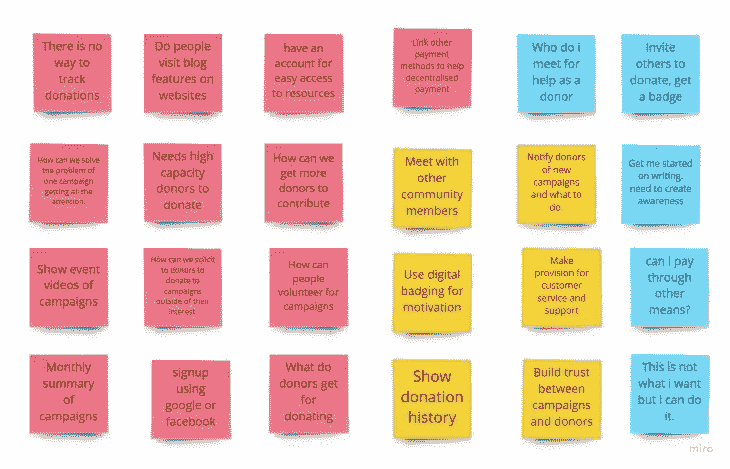 There is no
way to
track
donations
Do people
visit blog
features on
websites
have an
account for
easy access
to resources
Link other
payment
methods to help
decentralised
payment
Who do i
meet for
help as a
donor
Invite
others to
donate, get
a badge
How can we solve
the problem of
one campaign
getting all the
attention.
Needs high
capacity
donors to
donate
How can we
get more
donors to
contribute
Meet with
other
community
members
Notify donors
of new
campaigns
and what to
do.
Get me started
on writing,
need to create
awareness
Show event
videos of
campaigns
How can we solicit
to donors to
donate to
campaigns
outside of their
interest
How can
people
volunteer for
campaigns
Use digital
badging for
motivation
Make
provision for
customer
service and
support
can I pay
through
other
means?
Monthly
summary
of
campaigns
signup
using
google or
facebook
What do
donors get
for
donating
Show
donation
history
Build trust
between
campaigns
and donors
This is not
what i want
but I can do
it.
miro